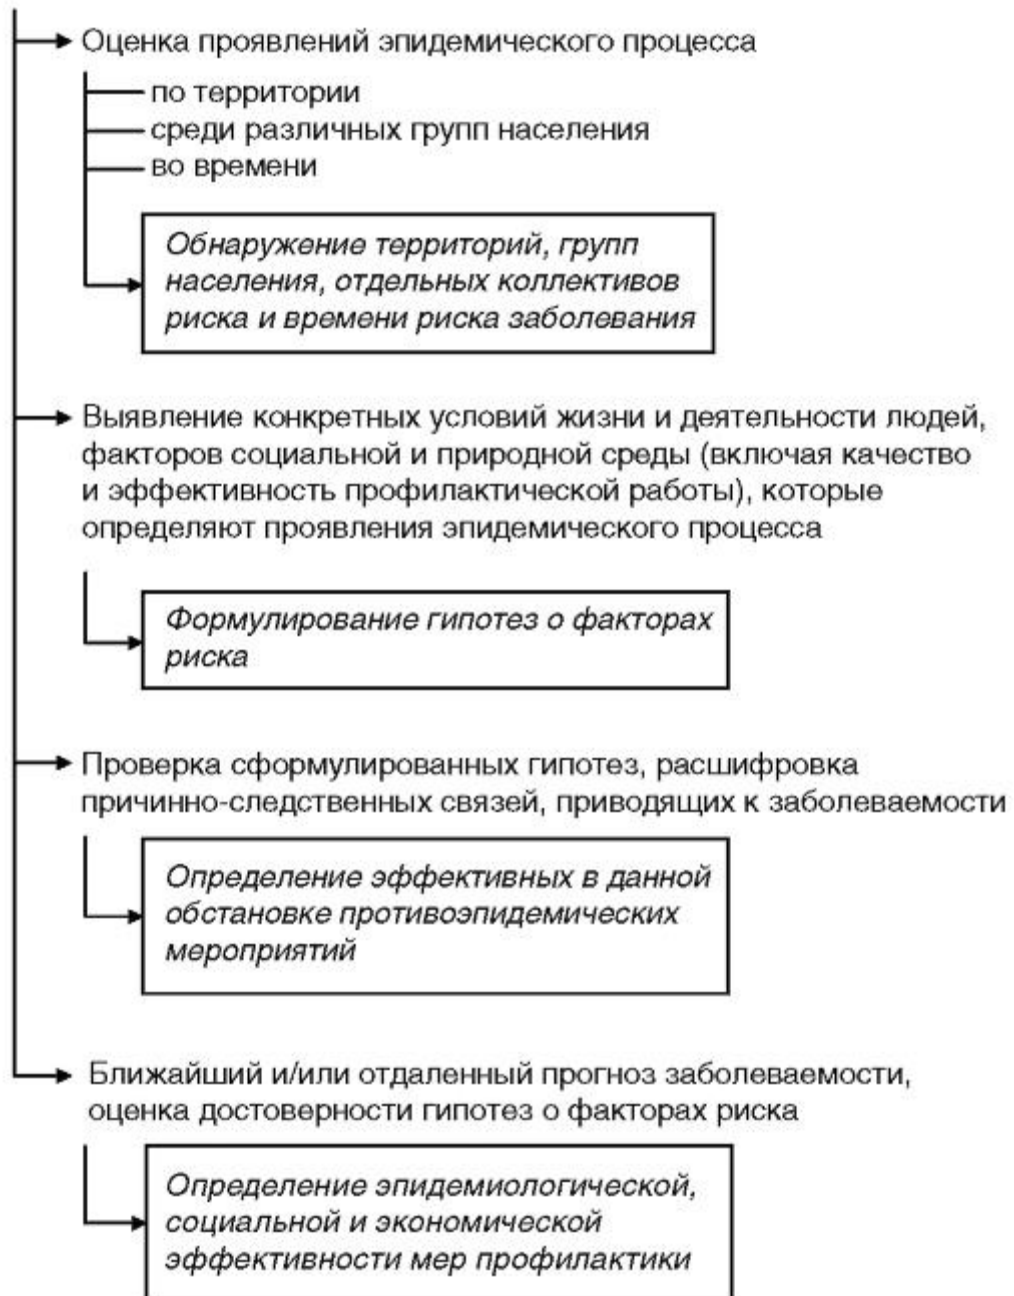 Оценка проявлений эпидемического процесса
по территории
среди различных групп населения
во времени
Обнаружение территорий, групп
населения, отдельных коллективов
риска и времени риска заболевания
Выявление конкретных условий жизни и деятельности людей,
факторов социальной и природной среды (включая качество
и эффективность профилактической работы), которые
определяют проявления эпидемического процесса
Формулирование гипотез о факторах
риска
Проверка сформулированных гипотез, расшифровка
причинно-следственных связей, приводящих к заболеваемости
Определение эффективных в данной
обстановке противоэпидемических
мероприятий
Ближайший и/или отдаленный прогноз заболеваемости,
оценка достоверности гипотез о факторах риска
Определение эпидемиологической,
социальной и экономической
эффективности мер профилактики